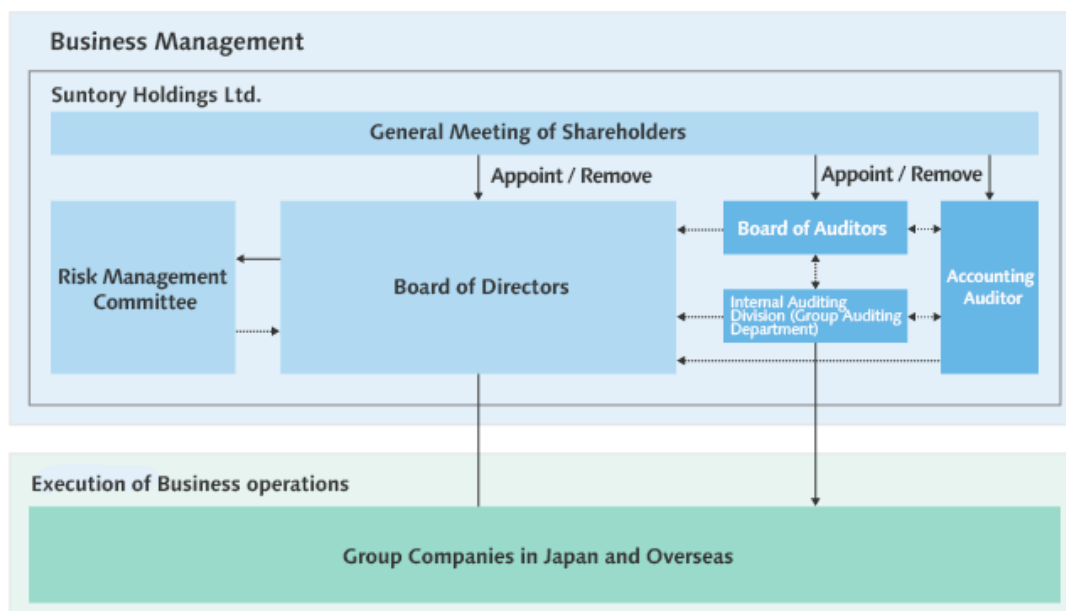 Business Management
Suntory Holdings Ltd.
General Meeting of Shareholders
Appoint / Remove
Appoint / Remove
Risk Management
Committee
Board of Directors
Board of Auditors
Internal Auditing
Division (Group Auditing
Department)
Accounting
Auditor
Execution of Business operations
Group Companies in Japan and Overseas